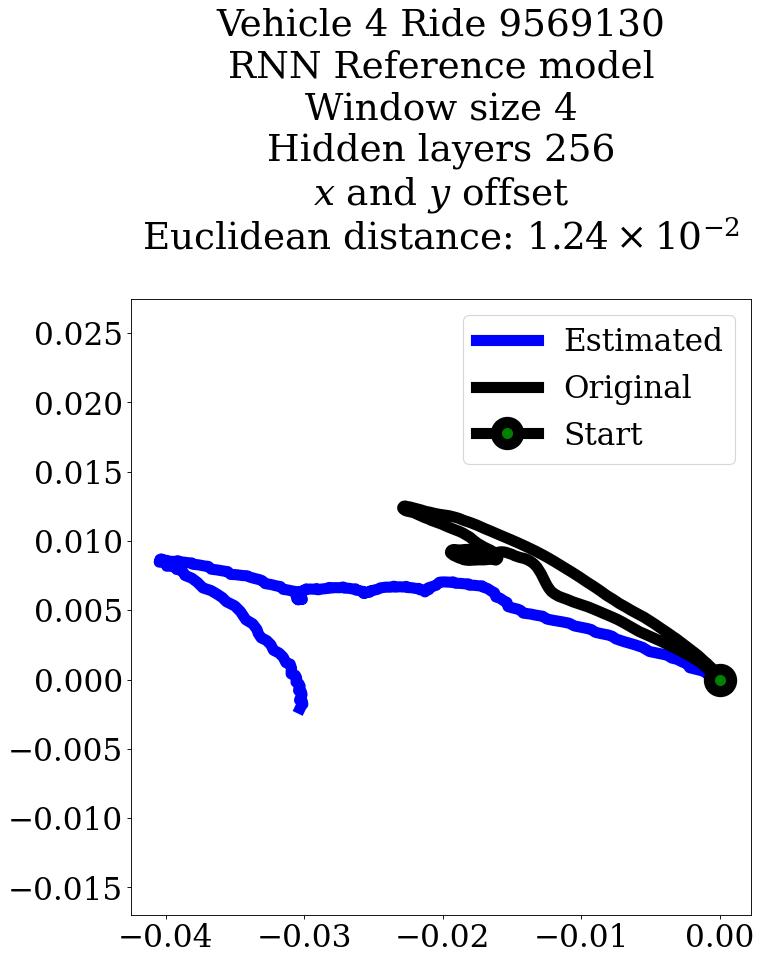 Vehicle 4 Ride 9569130
RNN Reference model
Window size 4
Hidden layers 256
x and y offset
Euclidean distance: 1.24 × 10⁻²
Estimated
Original
Start
0.025
0.020
0.015
0.010
0.005
0.000
−0.005
−0.010
−0.015
−0.04 −0.03 −0.02 −0.01 0.00